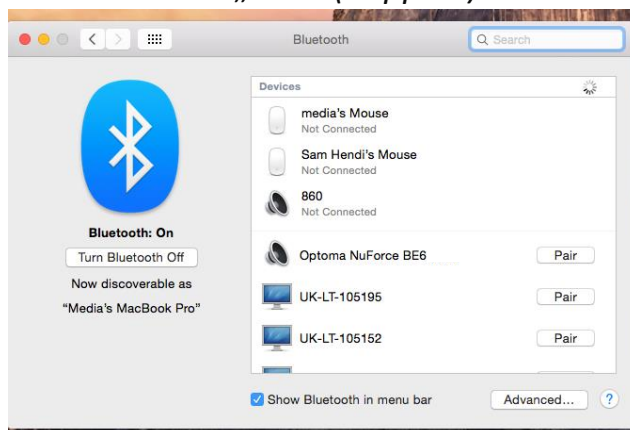 Bluetooth
Search
Devices
media's Mouse
Not Connected
Sam Hendi's Mouse
Not Connected
860
Not Connected
Optoma NuForce BE6
Pair
UK-LT-105195
Pair
UK-LT-105152
Pair
Bluetooth: On
Turn Bluetooth Off
Now discoverable as
“Media’s MacBook Pro”
Show Bluetooth in menu bar
Advanced...
?